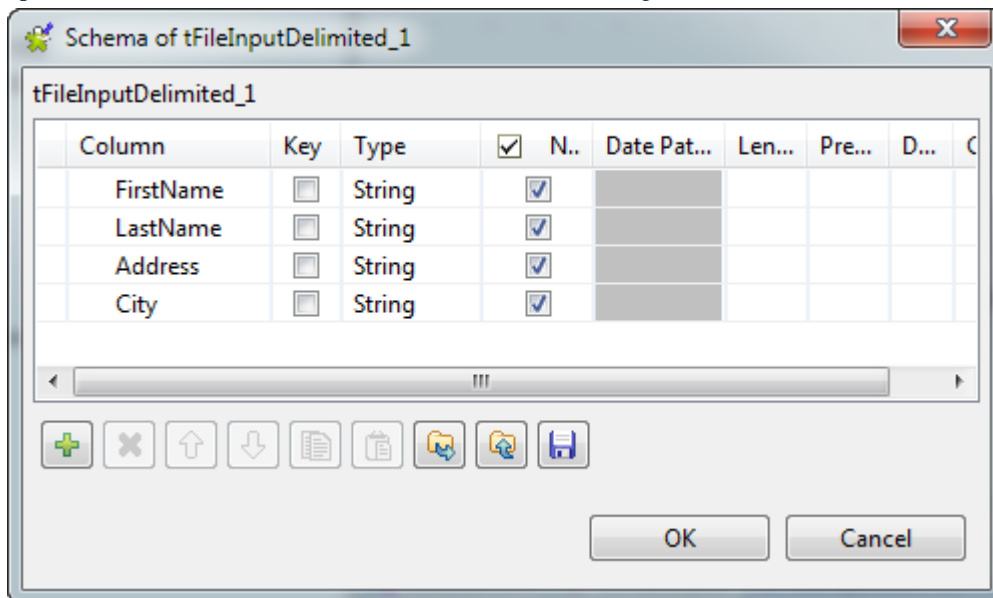 Schema of tFileInputDelimited_1
tFileInputDelimited_1
Column Key Type N.. Date Pat... Len... Pre... D... C
FirstName String
LastName String
Address String
City String
OK Cancel